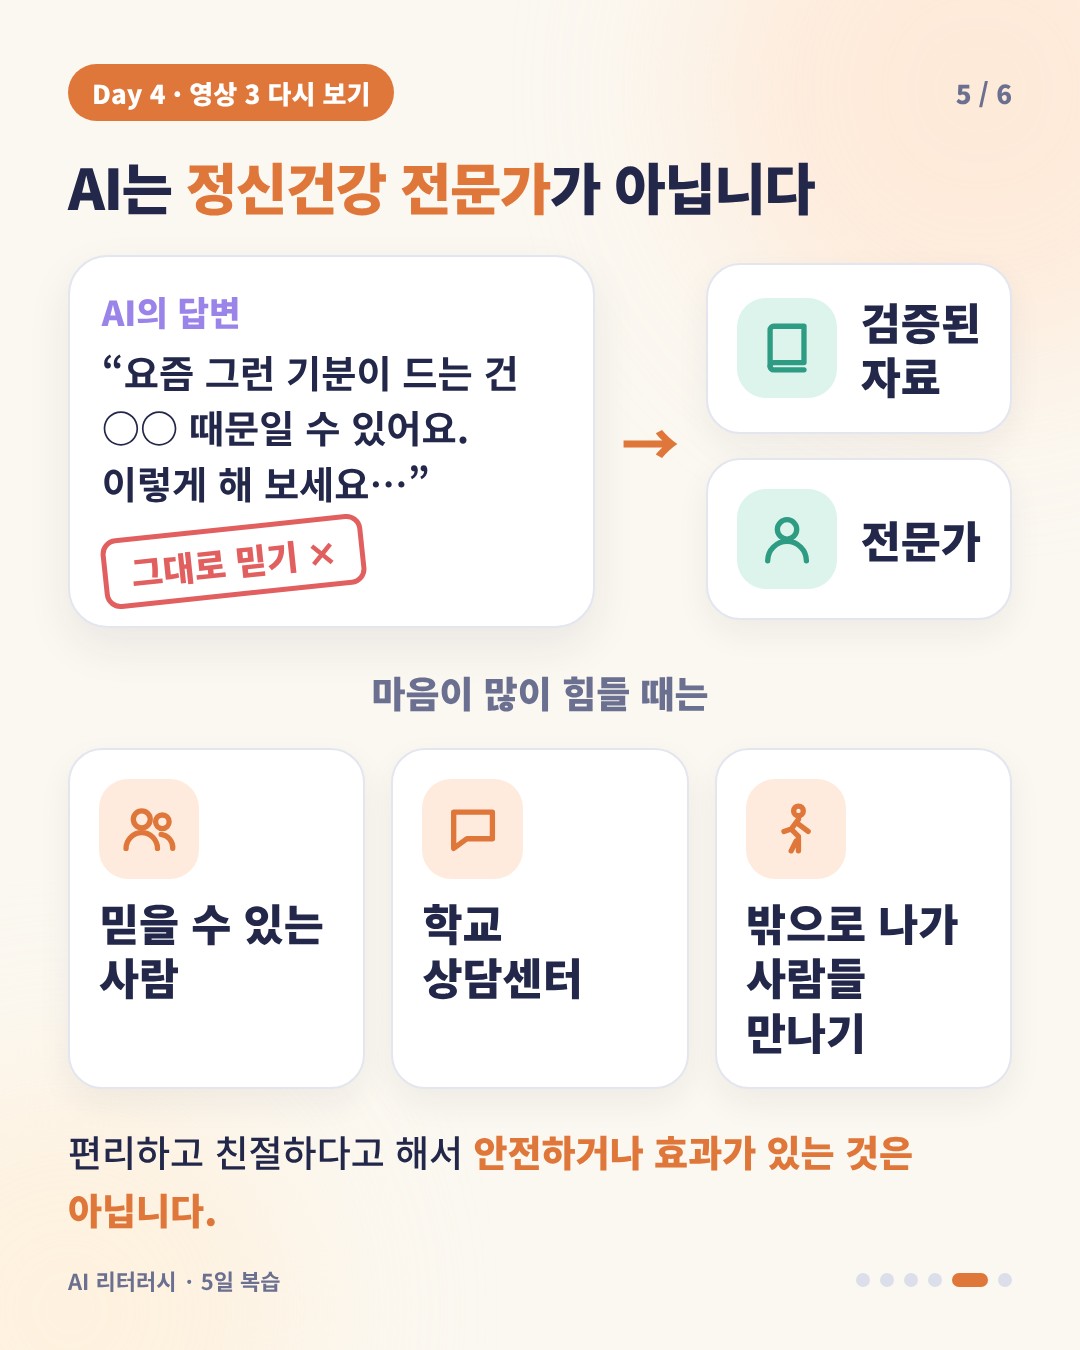 Day 4 · 영상 3 다시 보기
5 / 6
AI는 정신건강 전문가가 아닙니다
AI의 답변
“요즘 그런 기분이 드는 건
○○ 때문일 수 있어요.
이렇게 해 보세요…”
그대로 믿기 ×
→
검증된
자료
전문가
마음이 많이 힘들 때는
믿을 수 있는
사람
학교
상담센터
밖으로 나가
사람들
만나기
편리하고 친절하다고 해서 안전하거나 효과가 있는 것은
아닙니다.
AI 리터러시 · 5일 복습